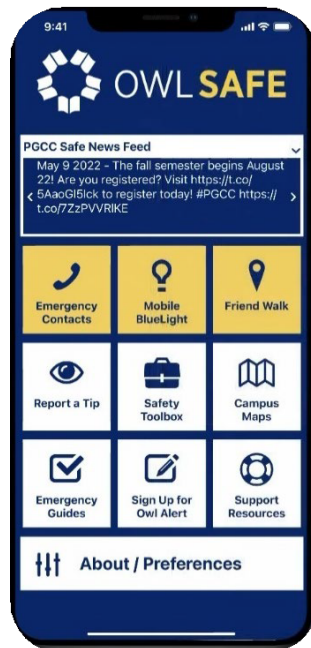 9:41
OWL SAFE
PGCC Safe News Feed
May 9 2022 - The fall semester begins August
22! Are you registered? Visit https://t.co/
5AaoGl5lck to register today! #PGCC https://
t.co/7ZzPVVRIKE
Emergency
Contacts
Mobile
BlueLight
Friend Walk
Report a Tip
Safety
Toolbox
Campus
Maps
Emergency
Guides
Sign Up for
Owl Alert
Support
Resources
About / Preferences